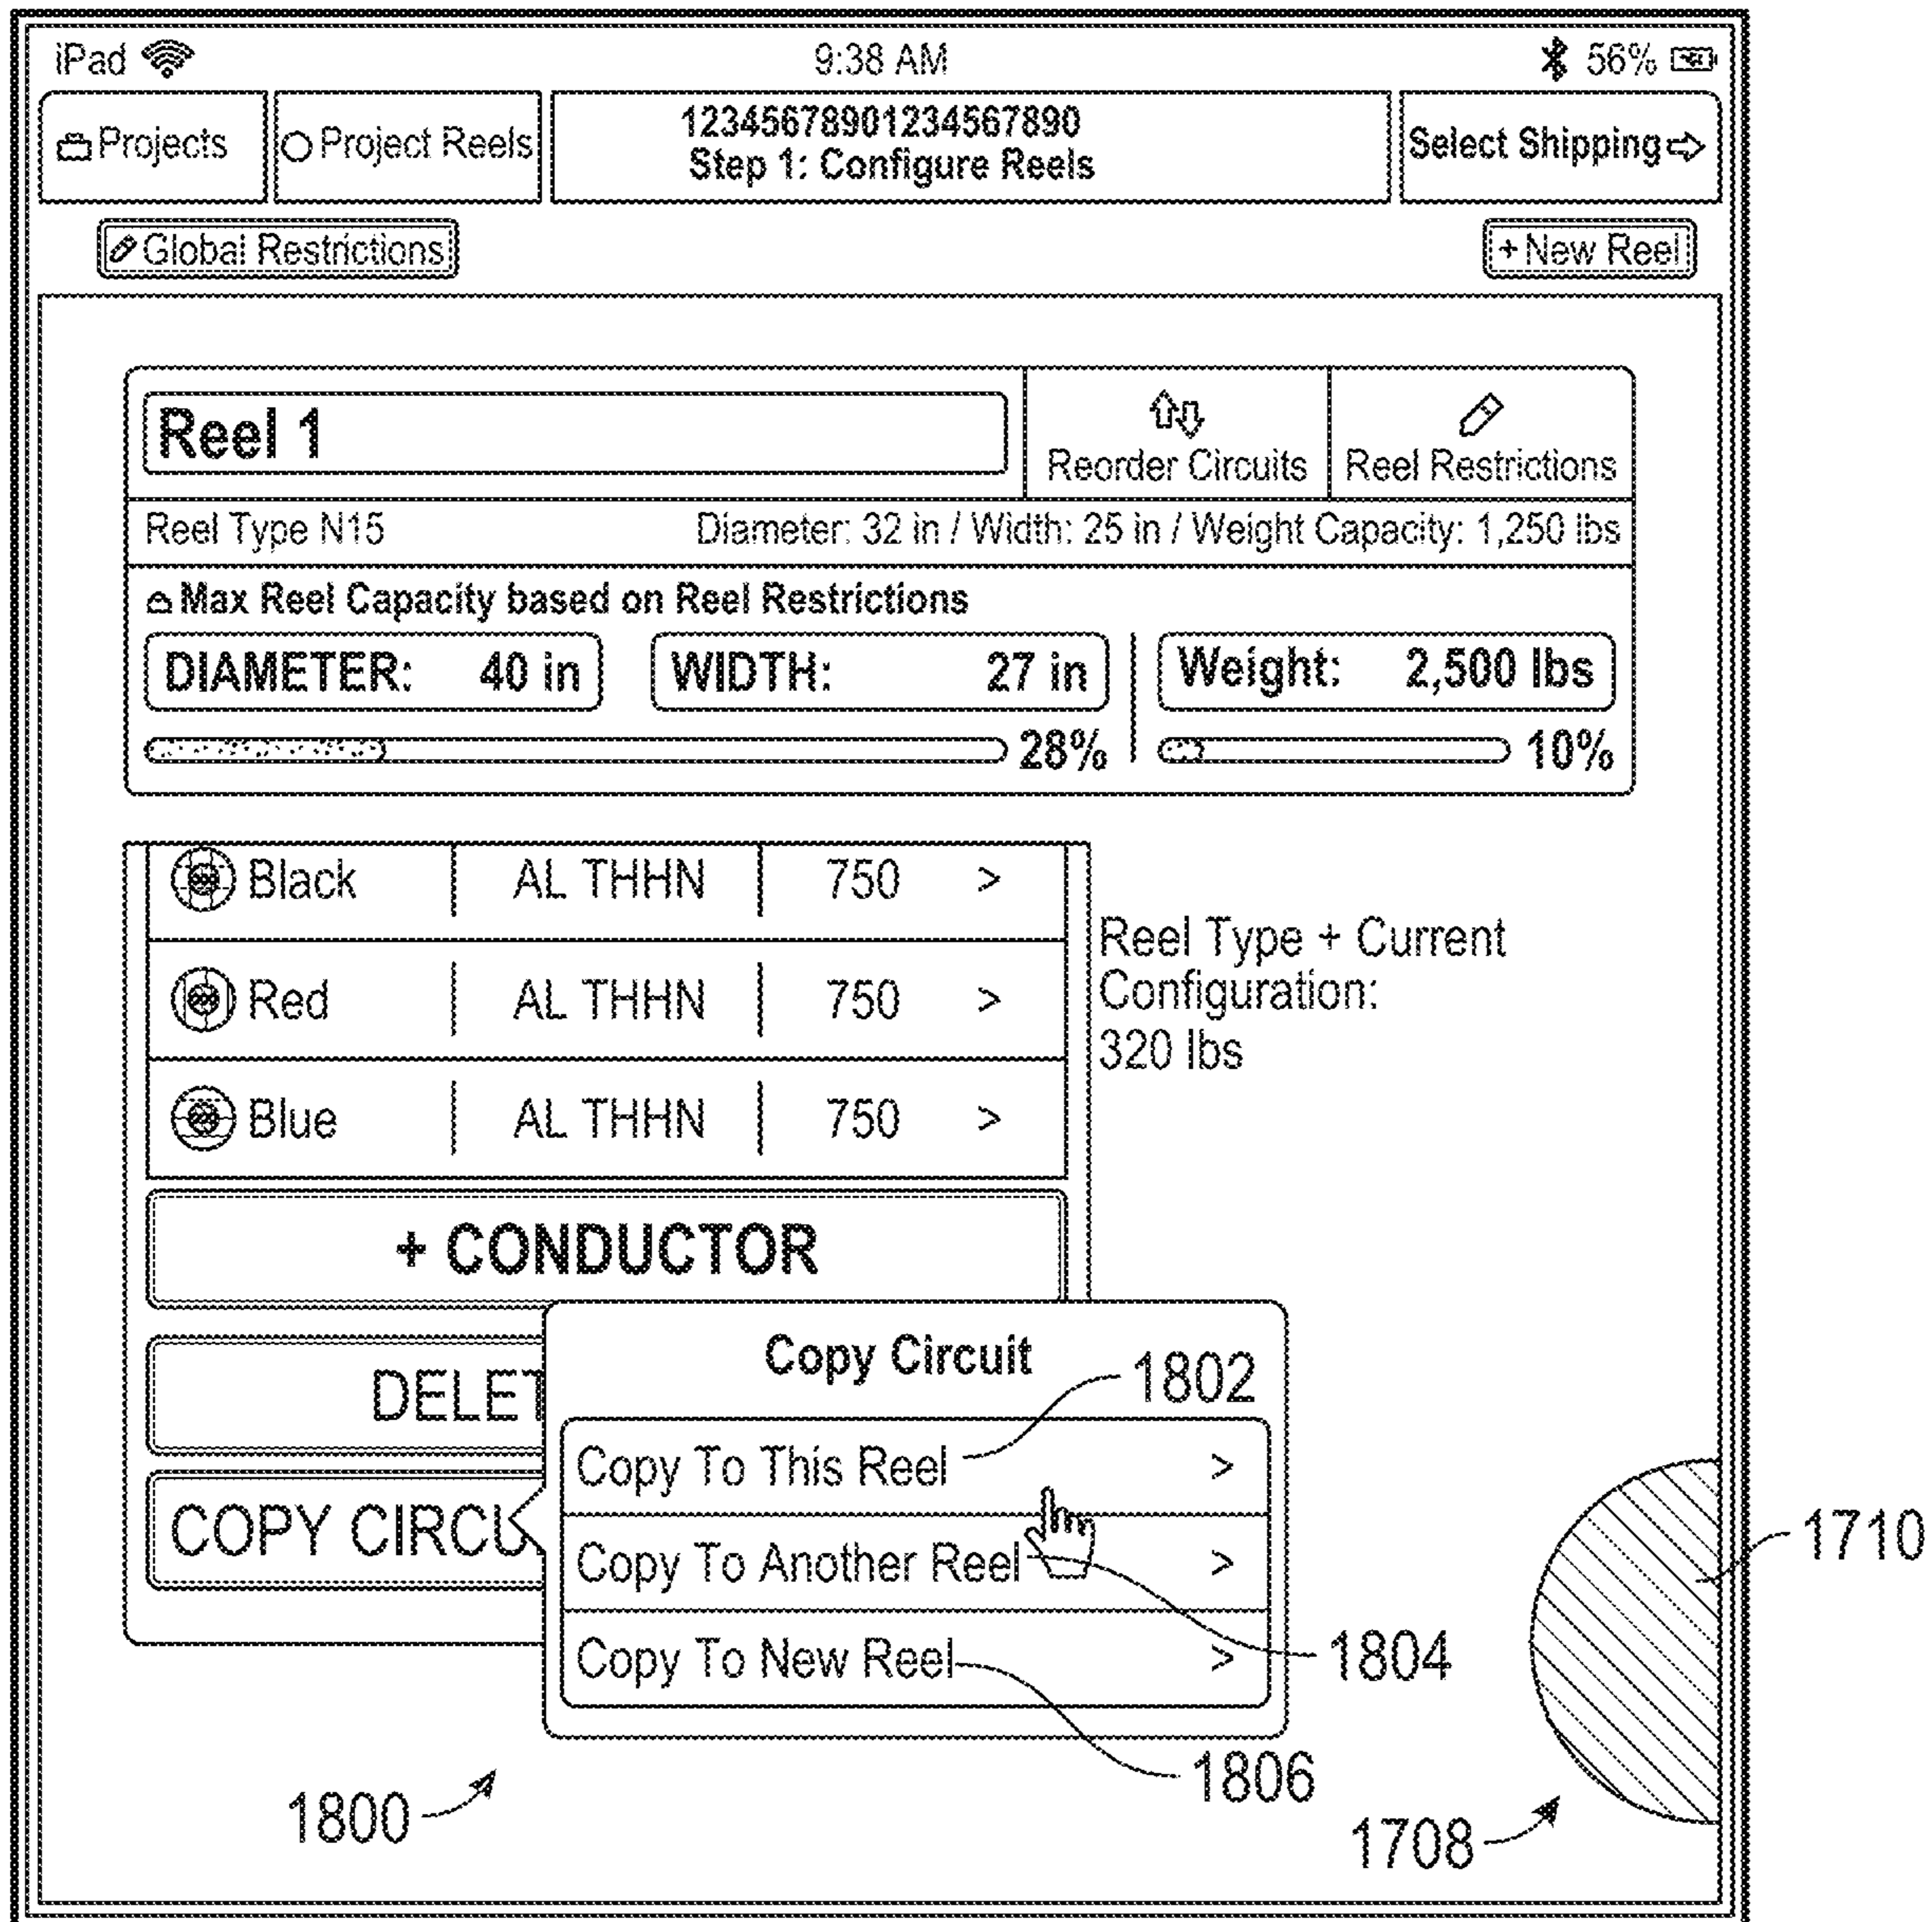 iPad 9:38 AM 56%
Projects Project Reels 12345678901234567890 Select Shipping
Step 1: Configure Reels
Global Restrictions + New Reel
Reel 1 Reorder Circuits Reel Restrictions
Reel Type N15 Diameter: 32 in / Width: 25 in / Weight Capacity: 1,250 lbs
Max Reel Capacity based on Reel Restrictions
DIAMETER: 40 in WIDTH: 27 in Weight: 2,500 lbs
28% 10%
Black AL THHN 750 >
Red AL THHN 750 >
Blue AL THHN 750 >
Reel Type + Current
Configuration:
320 lbs
+ CONDUCTOR
DELET
COPY CIRCU
Copy Circuit
1802
Copy To This Reel >
Copy To Another Reel >
Copy To New Reel >
1710
1804
1806
1800
1708